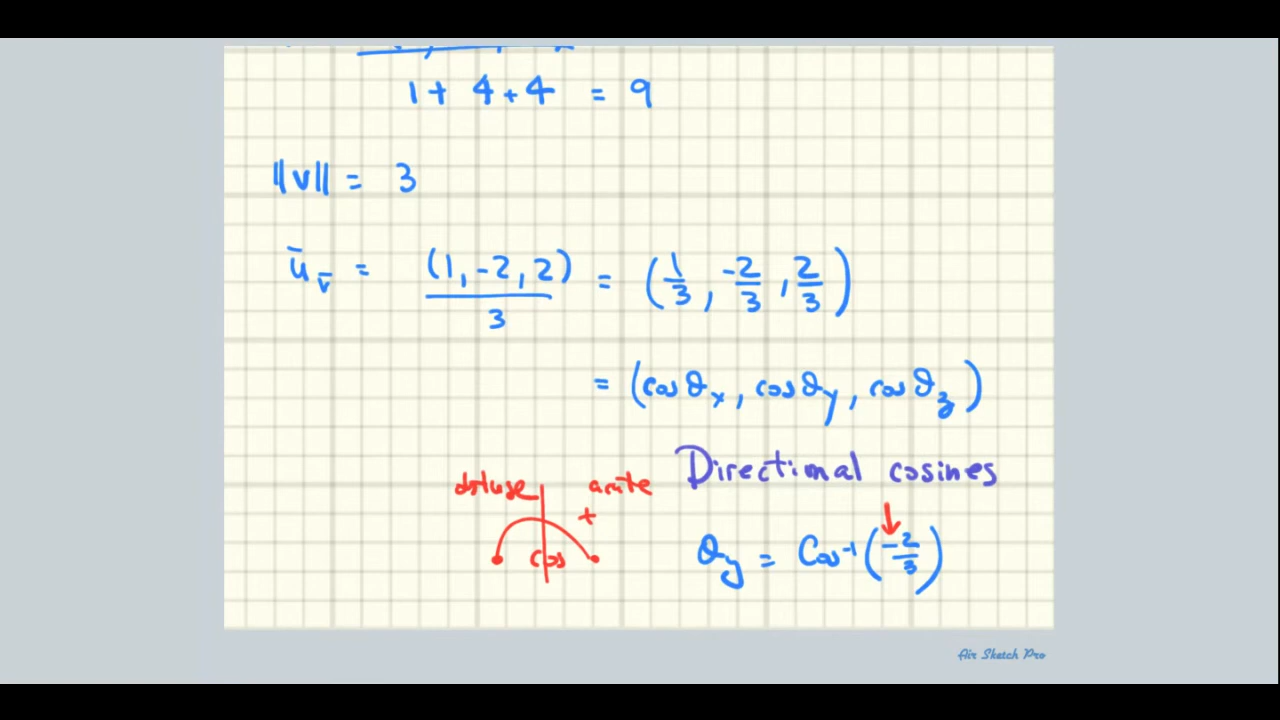 1 + 4 + 4 = 9
||v|| = 3
ū_v̄ = (1, -2, 2) / 3 = (1/3, -2/3, 2/3)
= (cos θx, cos θy, cos θz)
Directional cosines
obtuse acute
+
cos
θy = Cos⁻¹(-2/3)
Air Sketch Pro